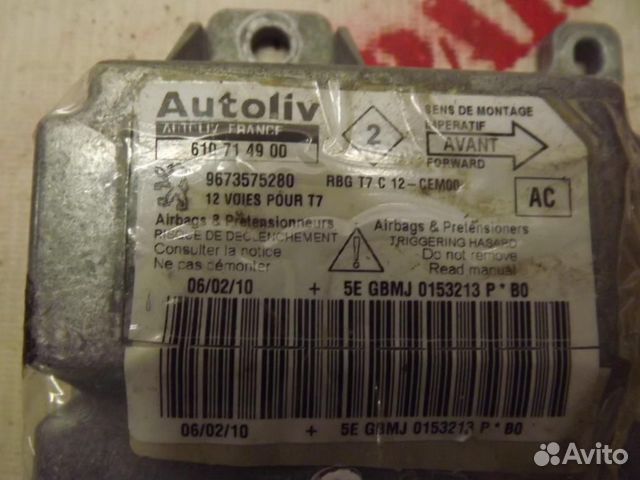 Autoliv
AUTOLIV FRANCE
610 71 49 00
2
SENS DE MONTAGE
IMPERATIF
AVANT
FORWARD
9673575280
RBG T7 C 12-CEM00
12 VOIES POUR T7
AC
Airbags & Pretensionneurs
RISQUE DE DECLENCHEMENT
Consulter la notice
Ne pas démonter
Airbags & Pretensioners
TRIGGERING HASARD
Do not remove
Read manual
06/02/10 + 5E GBMJ 0153213 P * B0
06/02/10 + 5E GBMJ 0153213 P * B0
Avito